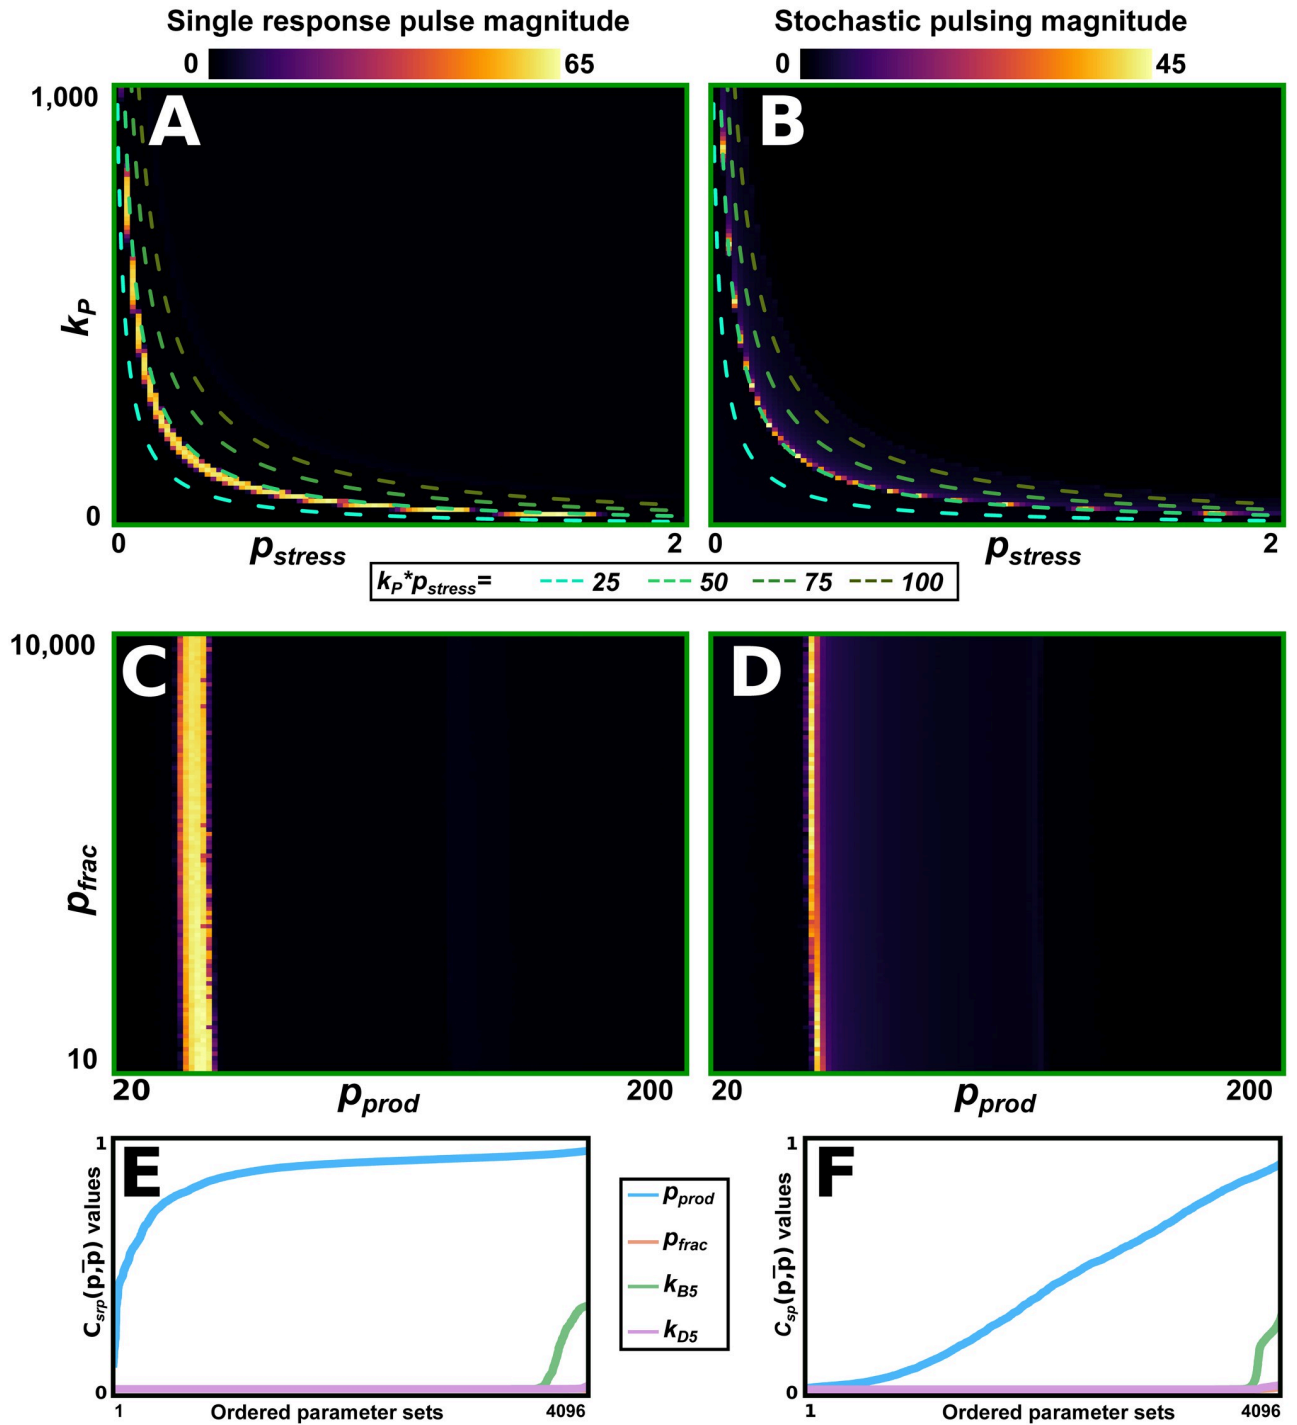 Single response pulse magnitude
Stochastic pulsing magnitude
0 65
0 45
1,000
A
B
k_P
0
0 p_stress 2
0 p_stress 2
k_P*p_stress= 25 50 75 100
10,000
C
D
p_frac
10
20 p_prod 200
20 p_prod 200
1
E
C_srp(p,p̅) values
0
1 Ordered parameter sets 4096
p_prod
p_frac
k_B5
k_D5
1
F
C_sp(p,p̅) values
0
1 Ordered parameter sets 4096